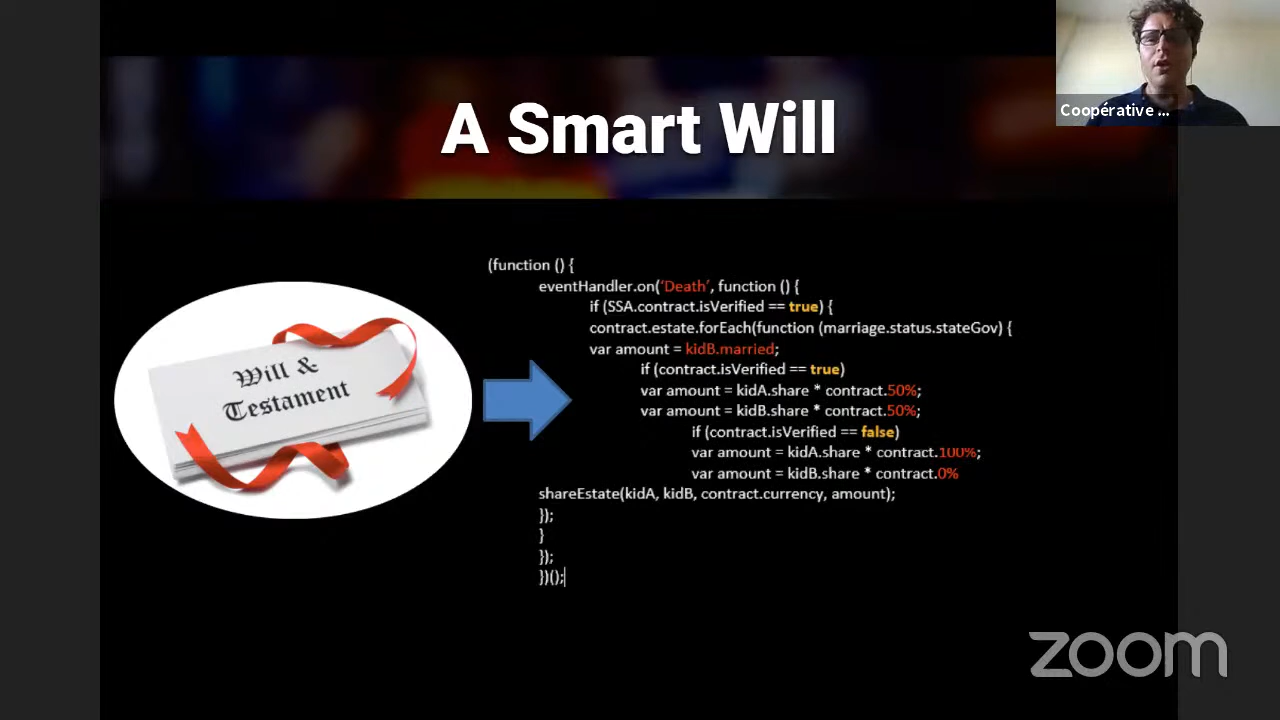 Coopérative ...
A Smart Will
Will &
Testament
(function () {
eventHandler.on('Death', function () {
if (SSA.contract.isVerified == true) {
contract.estate.forEach(function (marriage.status.stateGov) {
var amount = kidB.married;
if (contract.isVerified == true)
var amount = kidA.share * contract.50%;
var amount = kidB.share * contract.50%;
if (contract.isVerified == false)
var amount = kidA.share * contract.100%;
var amount = kidB.share * contract.0%
shareEstate(kidA, kidB, contract.currency, amount);
});
}
});
})();
zoom